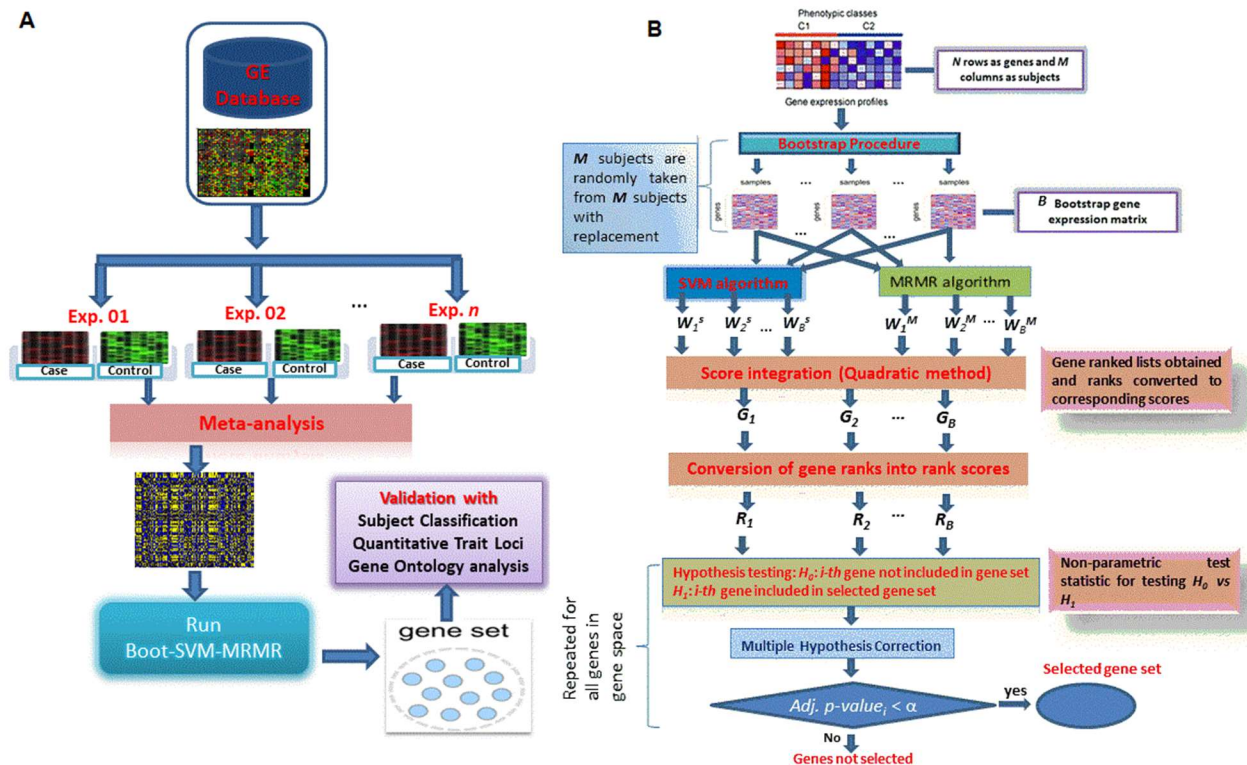 A
GE
Database
Exp. 01
Exp. 02
...
Exp. n
Case
Control
Case
Control
Case
Control
Meta-analysis
Validation with
Subject Classification
Quantitative Trait Loci
Gene Ontology analysis
Run
Boot-SVM-MRMR
gene set
B
Phenotypic classes
C1
C2
N rows as genes and M
columns as subjects
Gene expression profiles
Bootstrap Procedure
M subjects are
randomly taken
from M subjects
with
replacement
samples
...
samples
...
samples
genes
genes
genes
...
...
B Bootstrap gene
expression matrix
SVM algorithm
MRMR algorithm
W₁ˢ
W₂ˢ
...
W_Bˢ
W₁ᴹ
W₂ᴹ
...
W_Bᴹ
Score integration (Quadratic method)
Gene ranked lists obtained
and ranks converted to
corresponding scores
G₁
G₂
...
G_B
Conversion of gene ranks into rank scores
R₁
R₂
...
R_B
Hypothesis testing: H₀: i-th gene not included in gene set
H₁: i-th gene included in selected gene set
Non-parametric test
statistic for testing H₀ vs
H₁
Repeated for
all genes in
gene space
Multiple Hypothesis Correction
Adj. p-valueᵢ < α
yes
Selected gene set
No
Genes not selected